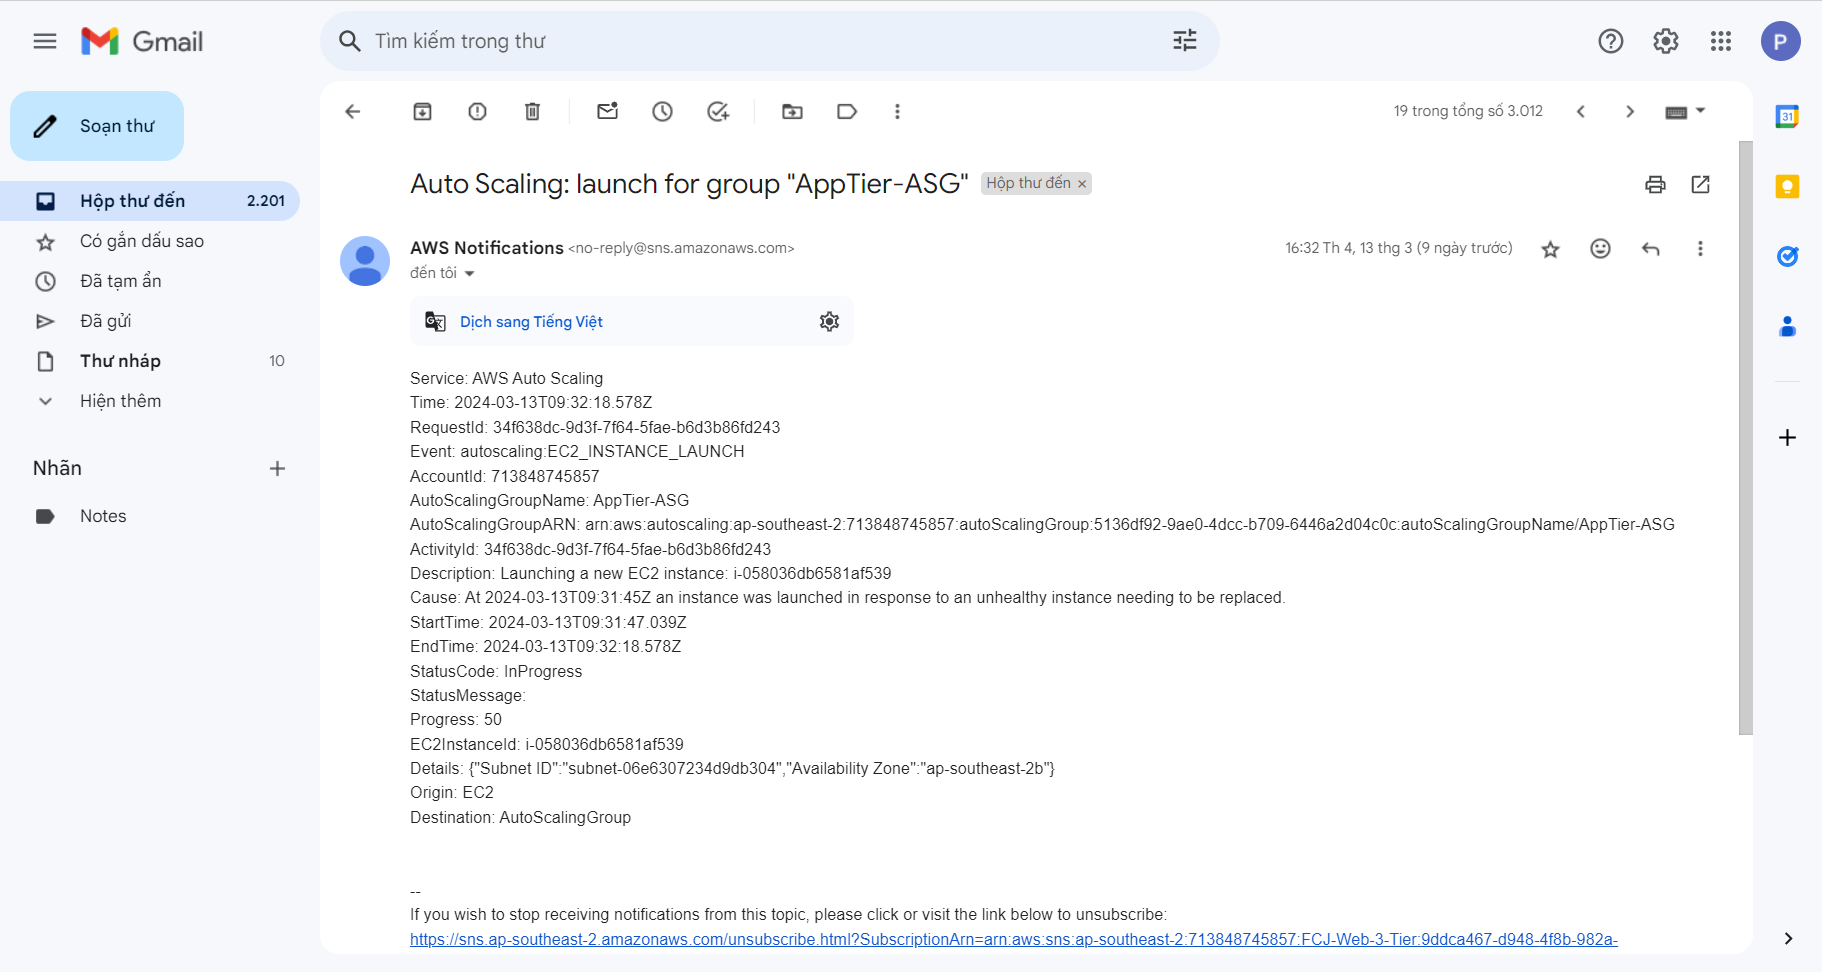 Gmail
Tìm kiếm trong thư
P
Soạn thư
19 trong tổng số 3.012
31
Hộp thư đến 2.201
Có gắn dấu sao
Đã tạm ẩn
Đã gửi
Thư nháp 10
Hiện thêm
Nhãn
Notes
Auto Scaling: launch for group "AppTier-ASG" Hộp thư đến ×
AWS Notifications <no-reply@sns.amazonaws.com> 16:32 Th 4, 13 thg 3 (9 ngày trước)
đến tôi
Dịch sang Tiếng Việt
Service: AWS Auto Scaling
Time: 2024-03-13T09:32:18.578Z
RequestId: 34f638dc-9d3f-7f64-5fae-b6d3b86fd243
Event: autoscaling:EC2_INSTANCE_LAUNCH
AccountId: 713848745857
AutoScalingGroupName: AppTier-ASG
AutoScalingGroupARN: arn:aws:autoscaling:ap-southeast-2:713848745857:autoScalingGroup:5136df92-9ae0-4dcc-b709-6446a2d04c0c:autoScalingGroupName/AppTier-ASG
ActivityId: 34f638dc-9d3f-7f64-5fae-b6d3b86fd243
Description: Launching a new EC2 instance: i-058036db6581af539
Cause: At 2024-03-13T09:31:45Z an instance was launched in response to an unhealthy instance needing to be replaced.
StartTime: 2024-03-13T09:31:47.039Z
EndTime: 2024-03-13T09:32:18.578Z
StatusCode: InProgress
StatusMessage:
Progress: 50
EC2InstanceId: i-058036db6581af539
Details: {"Subnet ID":"subnet-06e6307234d9db304","Availability Zone":"ap-southeast-2b"}
Origin: EC2
Destination: AutoScalingGroup
--
If you wish to stop receiving notifications from this topic, please click or visit the link below to unsubscribe:
https://sns.ap-southeast-2.amazonaws.com/unsubscribe.html?SubscriptionArn=arn:aws:sns:ap-southeast-2:713848745857:FCJ-Web-3-Tier:9ddca467-d948-4f8b-982a-